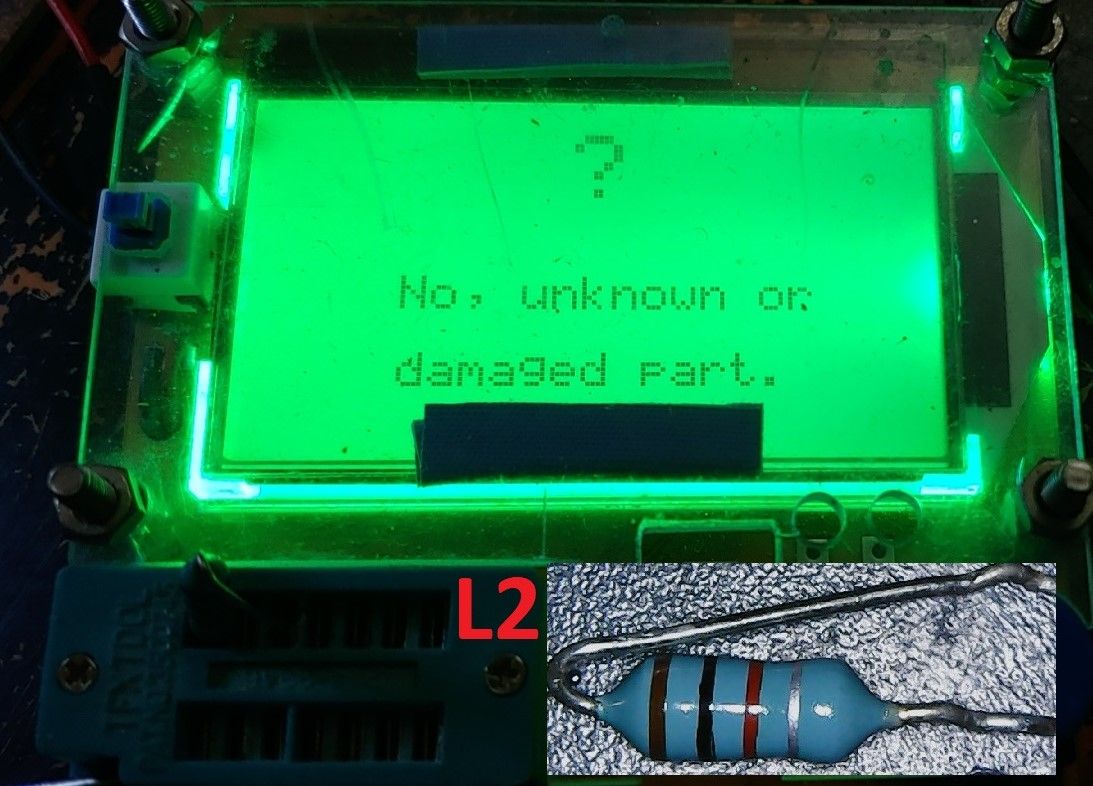 ?
No, unknown or
damaged part.
L2